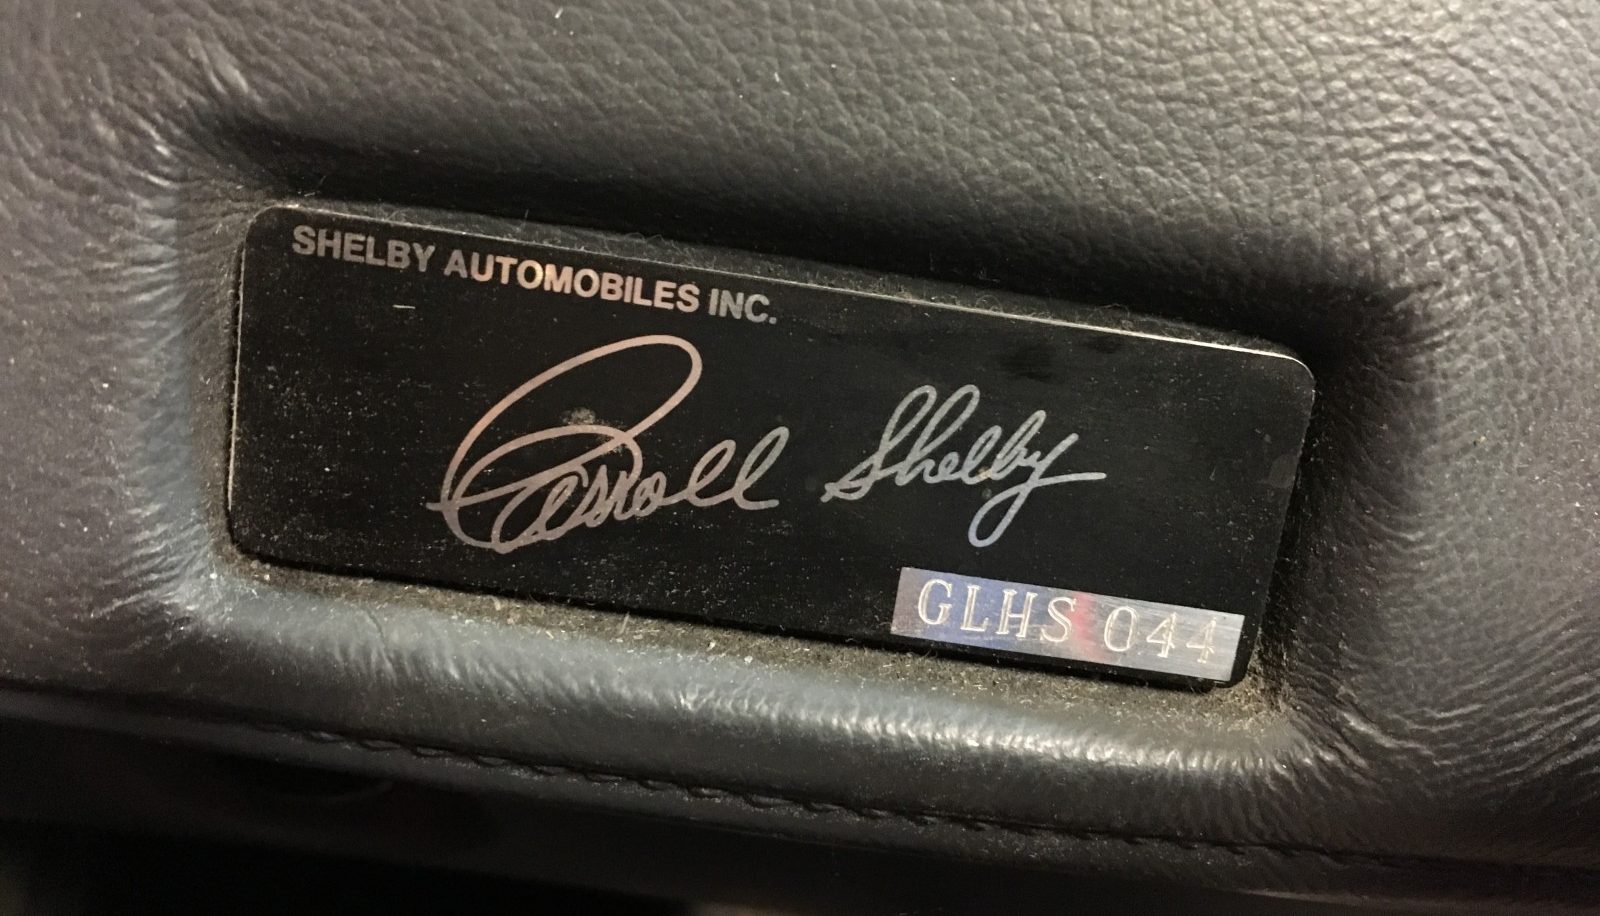 SHELBY AUTOMOBILES INC.
Carroll Shelby
GLHS 044